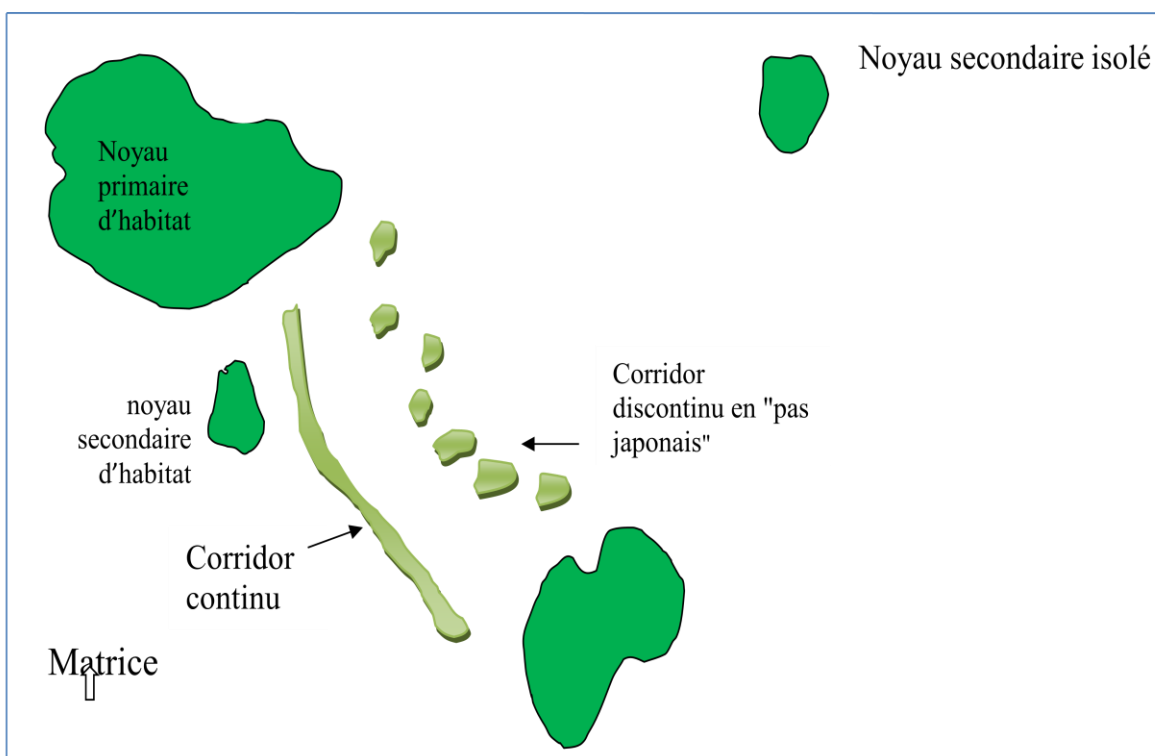 Noyau secondaire isolé
Noyau
primaire
d'habitat
noyau
secondaire
d'habitat
Corridor
discontinu en "pas
japonais"
Corridor
continu
Matrice